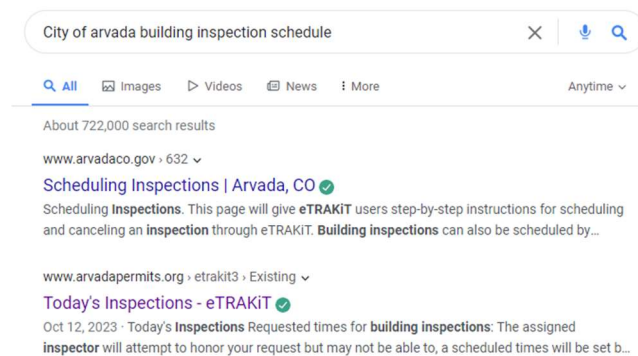 City of arvada building inspection schedule
All Images Videos News More Anytime
About 722,000 search results
www.arvadaco.gov › 632
Scheduling Inspections | Arvada, CO
Scheduling Inspections. This page will give eTRAKiT users step-by-step instructions for scheduling
and canceling an inspection through eTRAKiT. Building inspections can also be scheduled by…
www.arvadapermits.org › etrakit3 › Existing
Today's Inspections - eTRAKiT
Oct 12, 2023 · Today's Inspections Requested times for building inspections: The assigned
inspector will attempt to honor your request but may not be able to, a scheduled times will be set b…